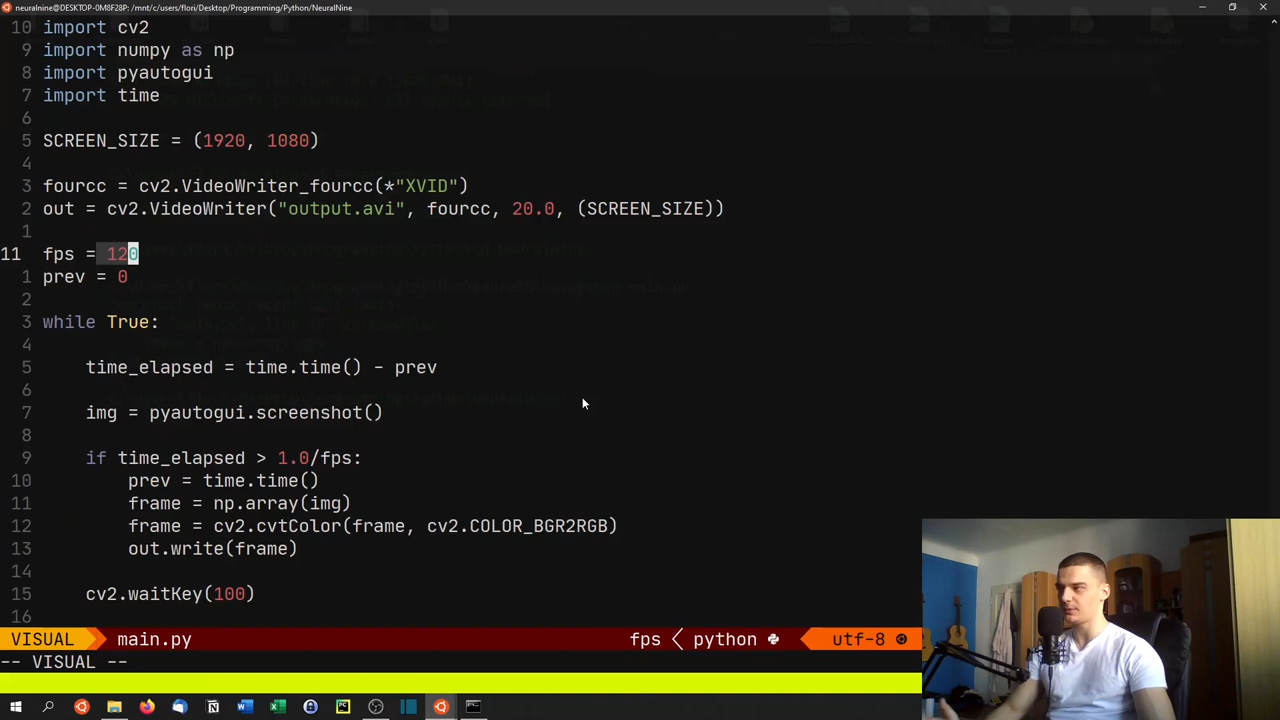 neuralnine@DESKTOP-0M8F28P: /mnt/c/users/flori/Desktop/Programming/Python/NeuralNine
10 import cv2
9 import numpy as np
8 import pyautogui
7 import time
6
5 SCREEN_SIZE = (1920, 1080)
4
3 fourcc = cv2.VideoWriter_fourcc(*"XVID")
2 out = cv2.VideoWriter("output.avi", fourcc, 20.0, (SCREEN_SIZE))
1
11 fps = 120
1 prev = 0
2
3 while True:
4
5 time_elapsed = time.time() - prev
6
7 img = pyautogui.screenshot()
8
9 if time_elapsed > 1.0/fps:
10 prev = time.time()
11 frame = np.array(img)
12 frame = cv2.cvtColor(frame, cv2.COLOR_BGR2RGB)
13 out.write(frame)
14
15 cv2.waitKey(100)
16
VISUAL main.py fps python utf-8
-- VISUAL --